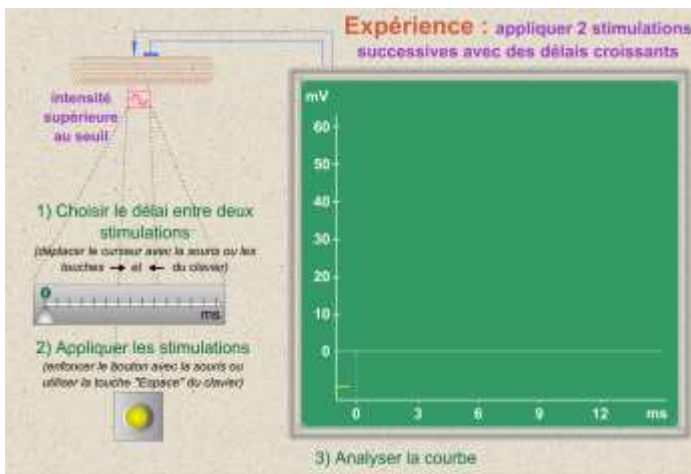 Expérience : appliquer 2 stimulations
successives avec des délais croissants
intensité
supérieure
au seuil
mV
60
50
40
30
20
10
0
0
3
6
9
12
ms
1) Choisir le délai entre deux
stimulations
(déplacer le curseur avec la souris ou les
touches → et ← du clavier)
0
ms
2) Appliquer les stimulations
(enfoncer le bouton avec la souris ou
utiliser la touche "Espace" du clavier)
3) Analyser la courbe